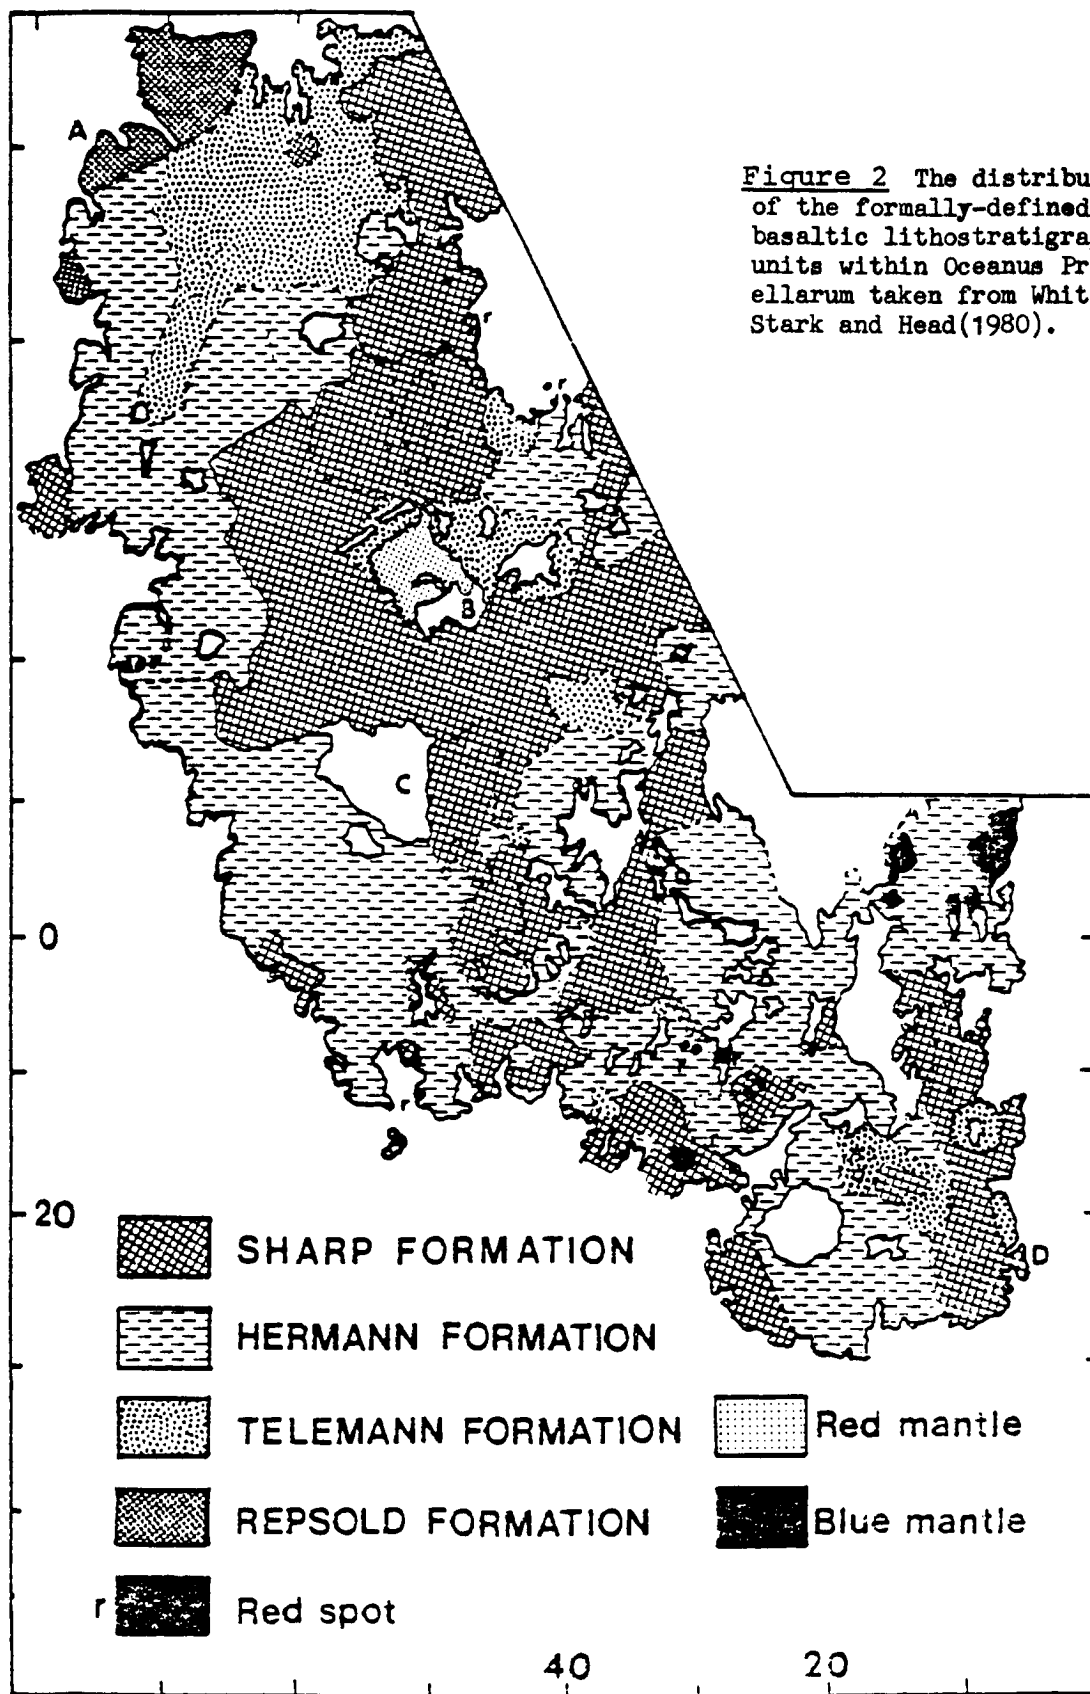 A
Figure 2 The distribu
of the formally-defined
basaltic lithostratigra
units within Oceanus Pr
ellarum taken from Whit
Stark and Head(1980).
r
r
B
C
0
r
20
D
SHARP FORMATION
HERMANN FORMATION
TELEMANN FORMATION
Red mantle
REPSOLD FORMATION
Blue mantle
r
Red spot
40
20